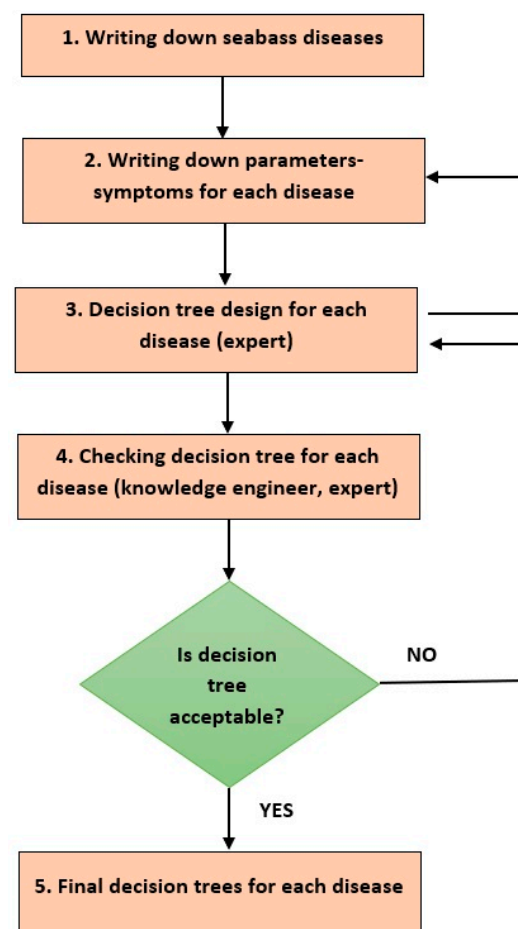 1. Writing down seabass diseases
2. Writing down parameters-
symptoms for each disease
3. Decision tree design for each
disease (expert)
4. Checking decision tree for each
disease (knowledge engineer, expert)
Is decision
tree
acceptable?
NO
YES
5. Final decision trees for each disease